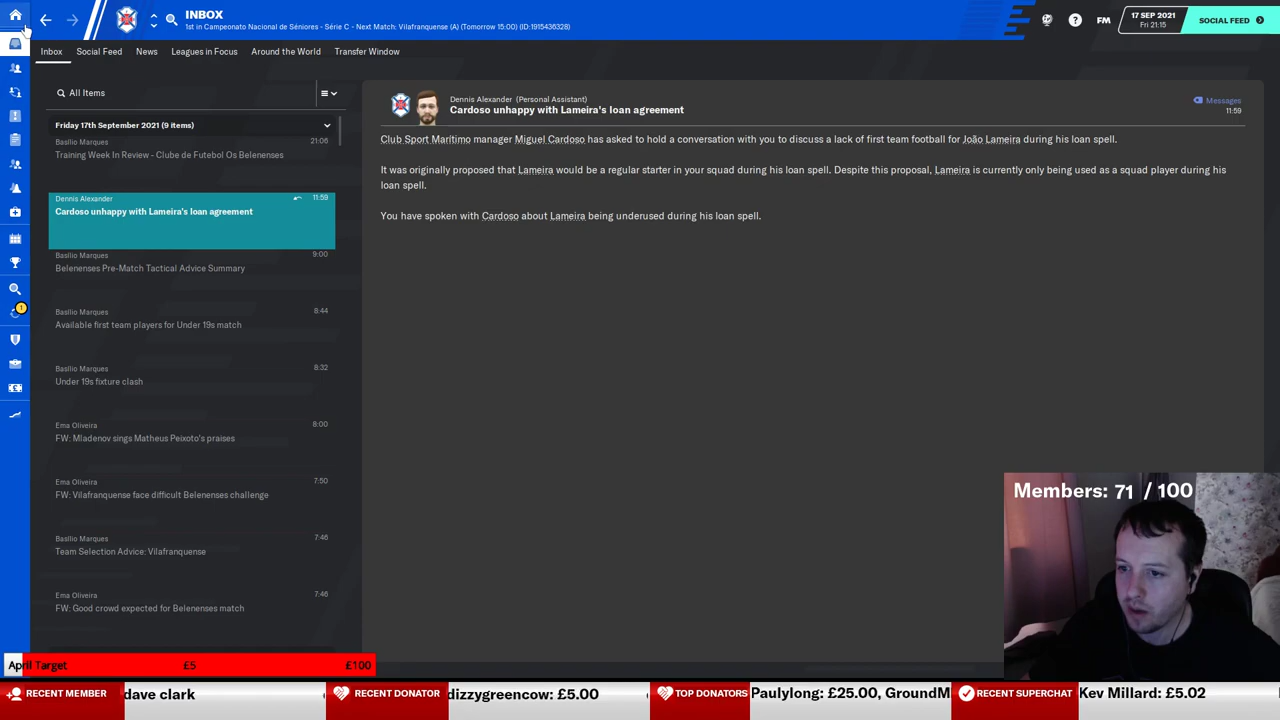 INBOX
1st in Campeonato Nacional de Séniores - Série C - Next Match: Vilafranquense (A) (Tomorrow 15:00) (ID:1915436328)
FM
17 SEP 2021
Fri 21:15
SOCIAL FEED
Inbox
Social Feed
News
Leagues in Focus
Around the World
Transfer Window
All Items
Friday 17th September 2021 (9 items)
Basílio Marques 21:06
Training Week In Review - Clube de Futebol Os Belenenses
Dennis Alexander 11:59
Cardoso unhappy with Lameira's loan agreement
Basílio Marques 9:00
Belenenses Pre-Match Tactical Advice Summary
Basílio Marques 8:44
Available first team players for Under 19s match
Basílio Marques 8:32
Under 19s fixture clash
Ema Oliveira 8:00
FW: Mladenov sings Matheus Peixoto's praises
Ema Oliveira 7:50
FW: Vilafranquense face difficult Belenenses challenge
Basílio Marques 7:46
Team Selection Advice: Vilafranquense
Ema Oliveira 7:46
FW: Good crowd expected for Belenenses match
1
Dennis Alexander (Personal Assistant)
Cardoso unhappy with Lameira's loan agreement
Messages
11:59
Club Sport Marítimo manager Miguel Cardoso has asked to hold a conversation with you to discuss a lack of first team football for João Lameira during his loan spell.
It was originally proposed that Lameira would be a regular starter in your squad during his loan spell. Despite this proposal, Lameira is currently only being used as a squad player during his
loan spell.
You have spoken with Cardoso about Lameira being underused during his loan spell.
Members: 71 / 100
April Target £5 £100
RECENT MEMBER
dave clark
RECENT DONATOR
dizzygreencow: £5.00
TOP DONATORS
Paulylong: £25.00, GroundM
RECENT SUPERCHAT
Kev Millard: £5.02